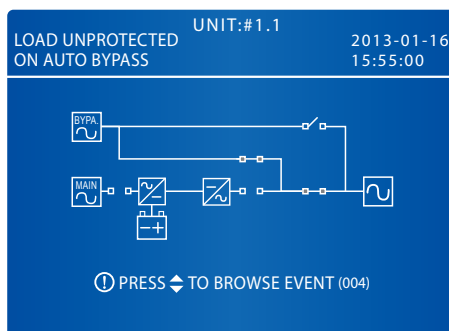 UNIT:#1.1
LOAD UNPROTECTED
ON AUTO BYPASS
2013-01-16
15:55:00
BYPA.
MAIN
PRESS TO BROWSE EVENT (004)